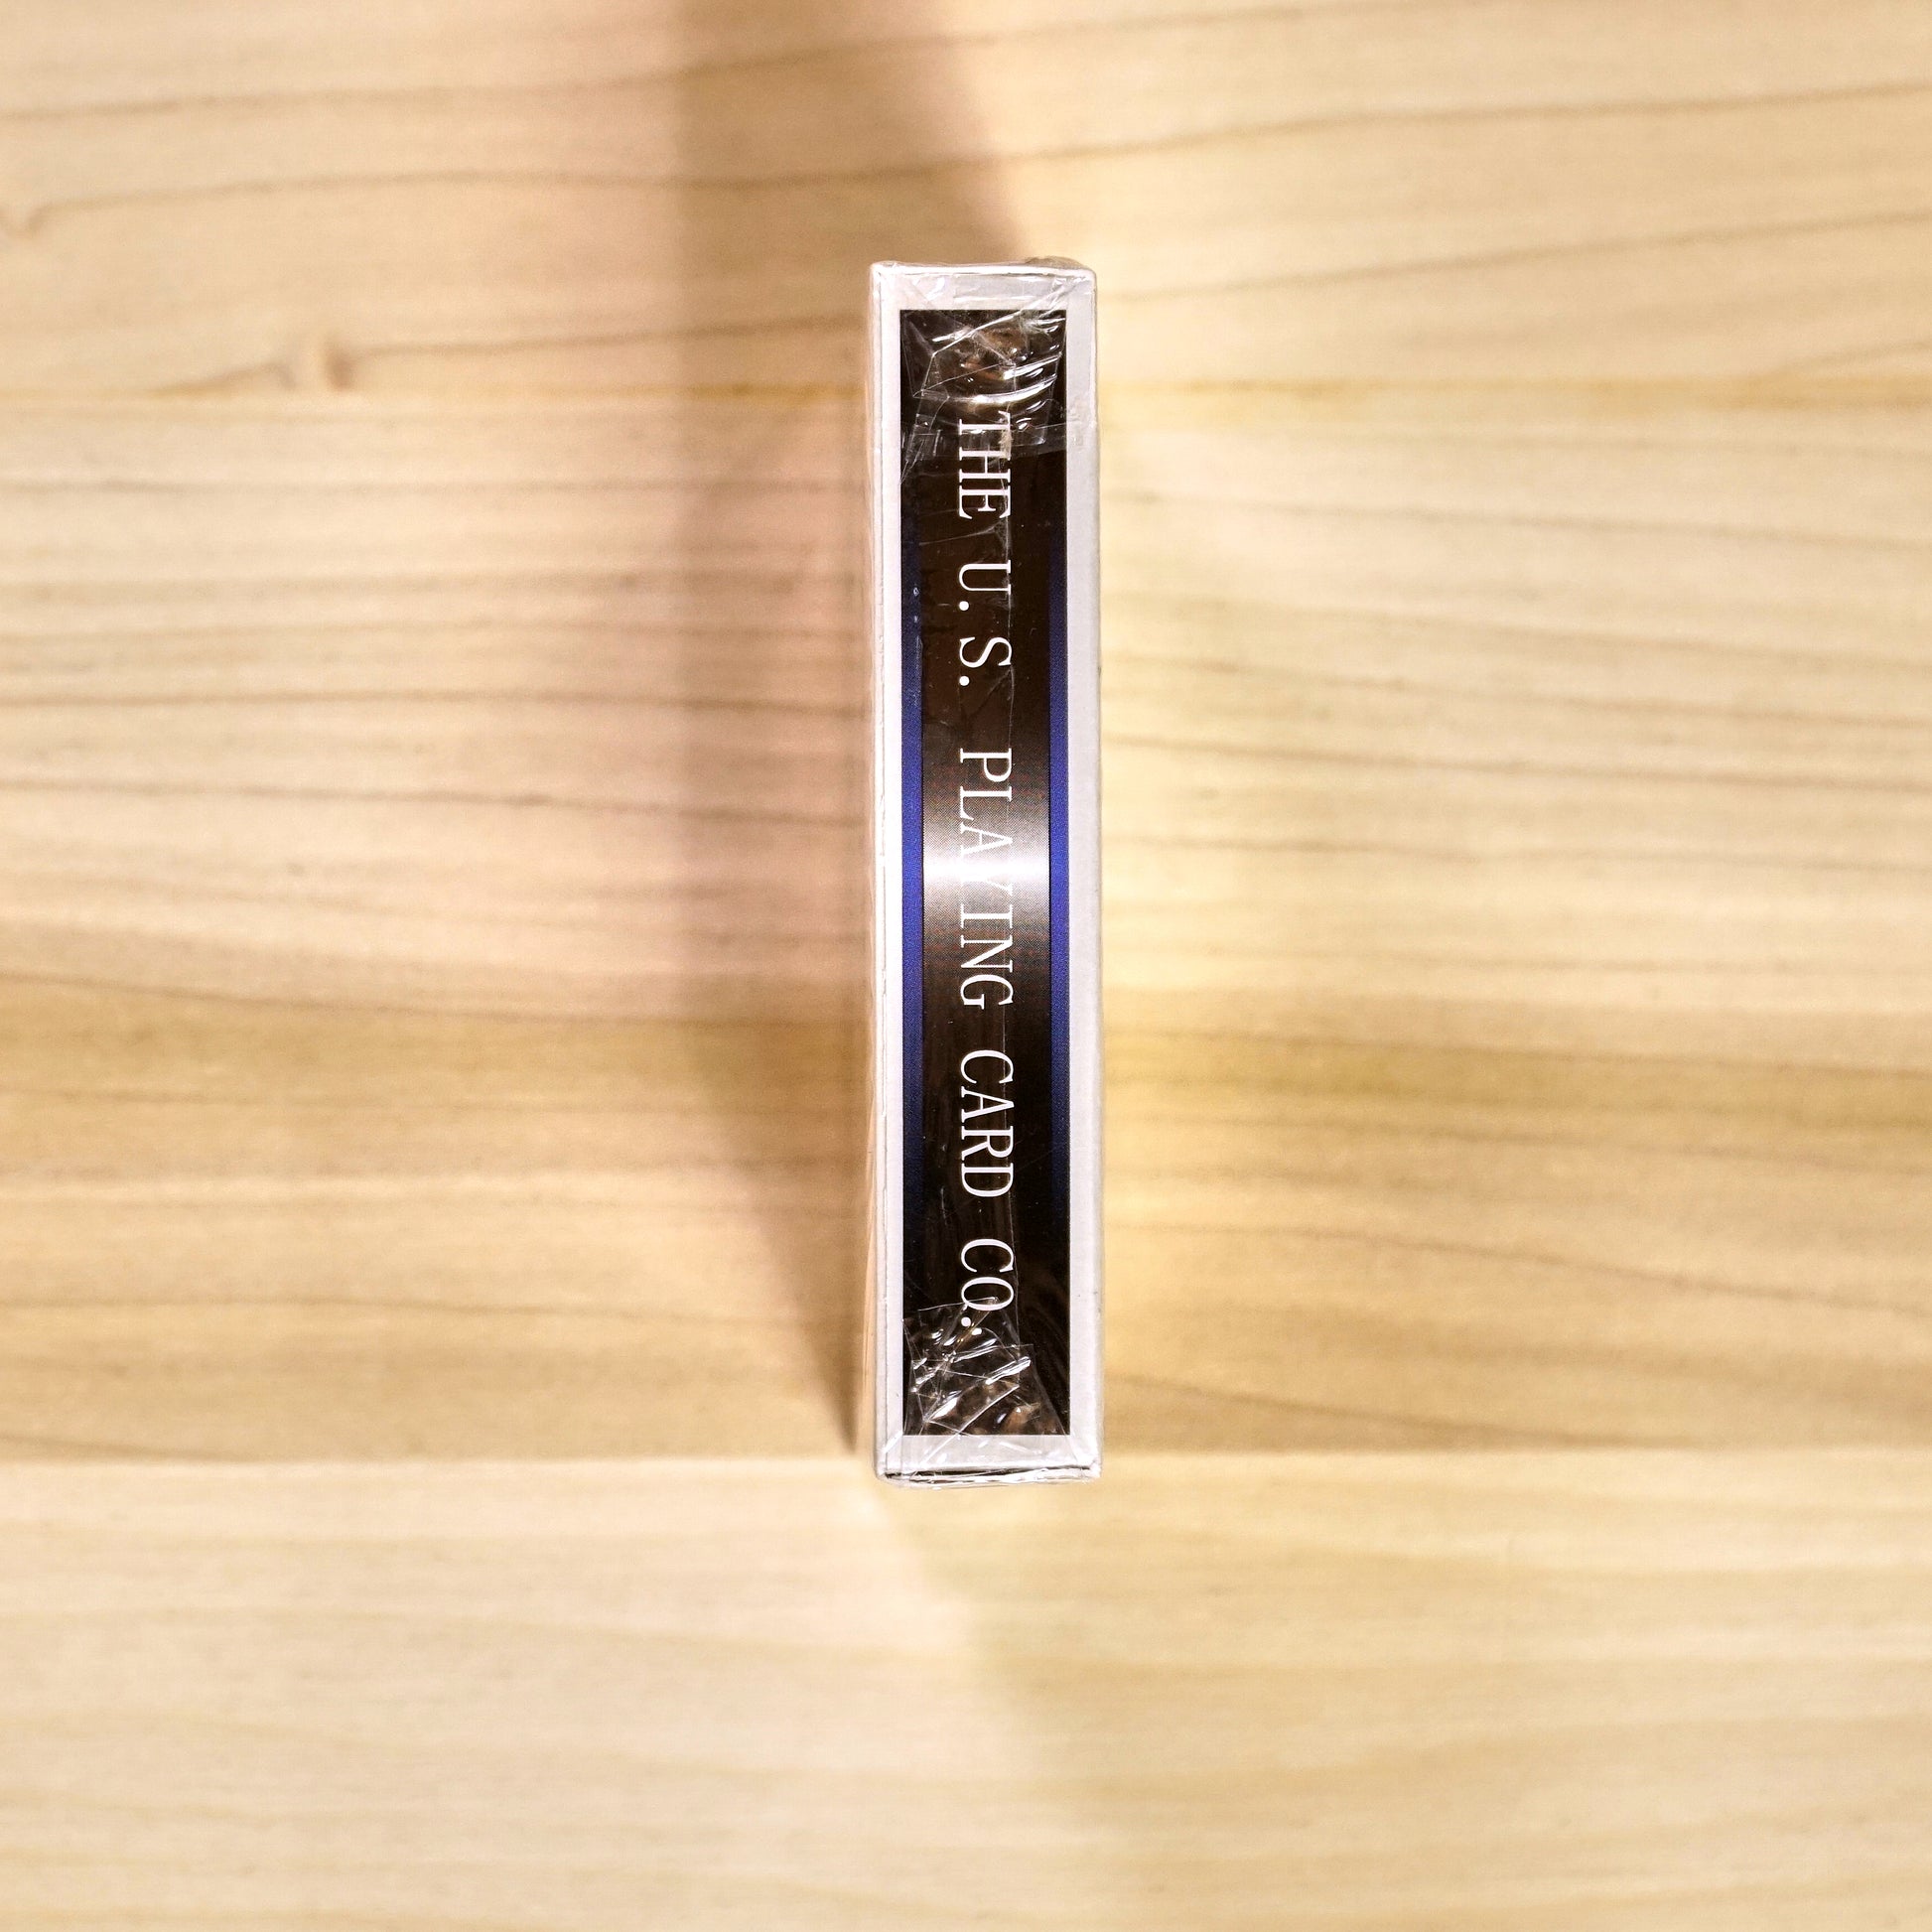 THE U.S. PLAYING CARD CO.